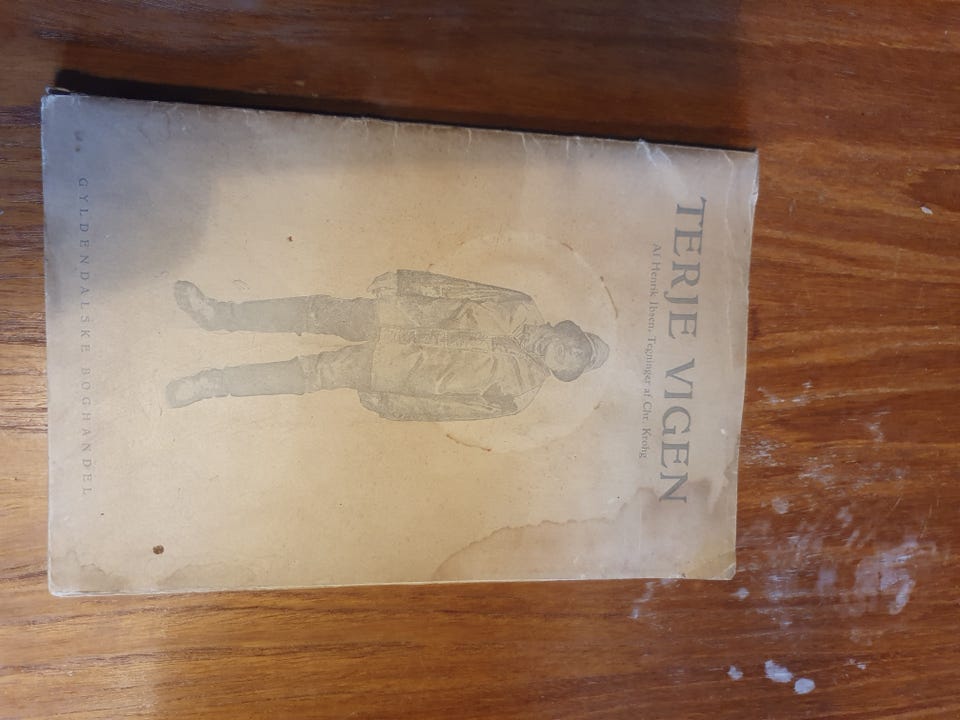 TERJE VIGEN
Af Henrik Ibsen. Tegninger af Chr. Krohg
GYLDENDALSKE BOGHANDEL